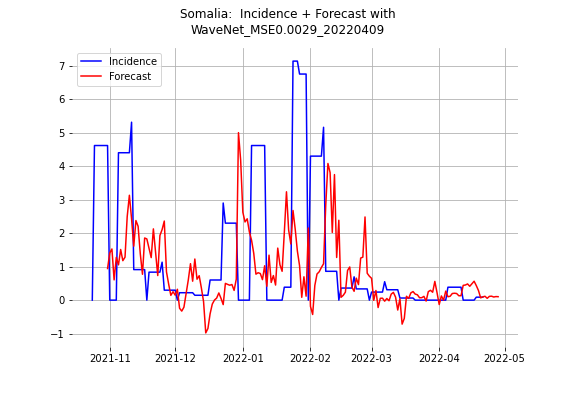 Somalia:  Incidence + Forecast with
WaveNet_MSE0.0029_20220409
Incidence
Forecast
7
6
5
4
3
2
1
0
−1
2021-11 2021-12 2022-01 2022-02 2022-03 2022-04 2022-05